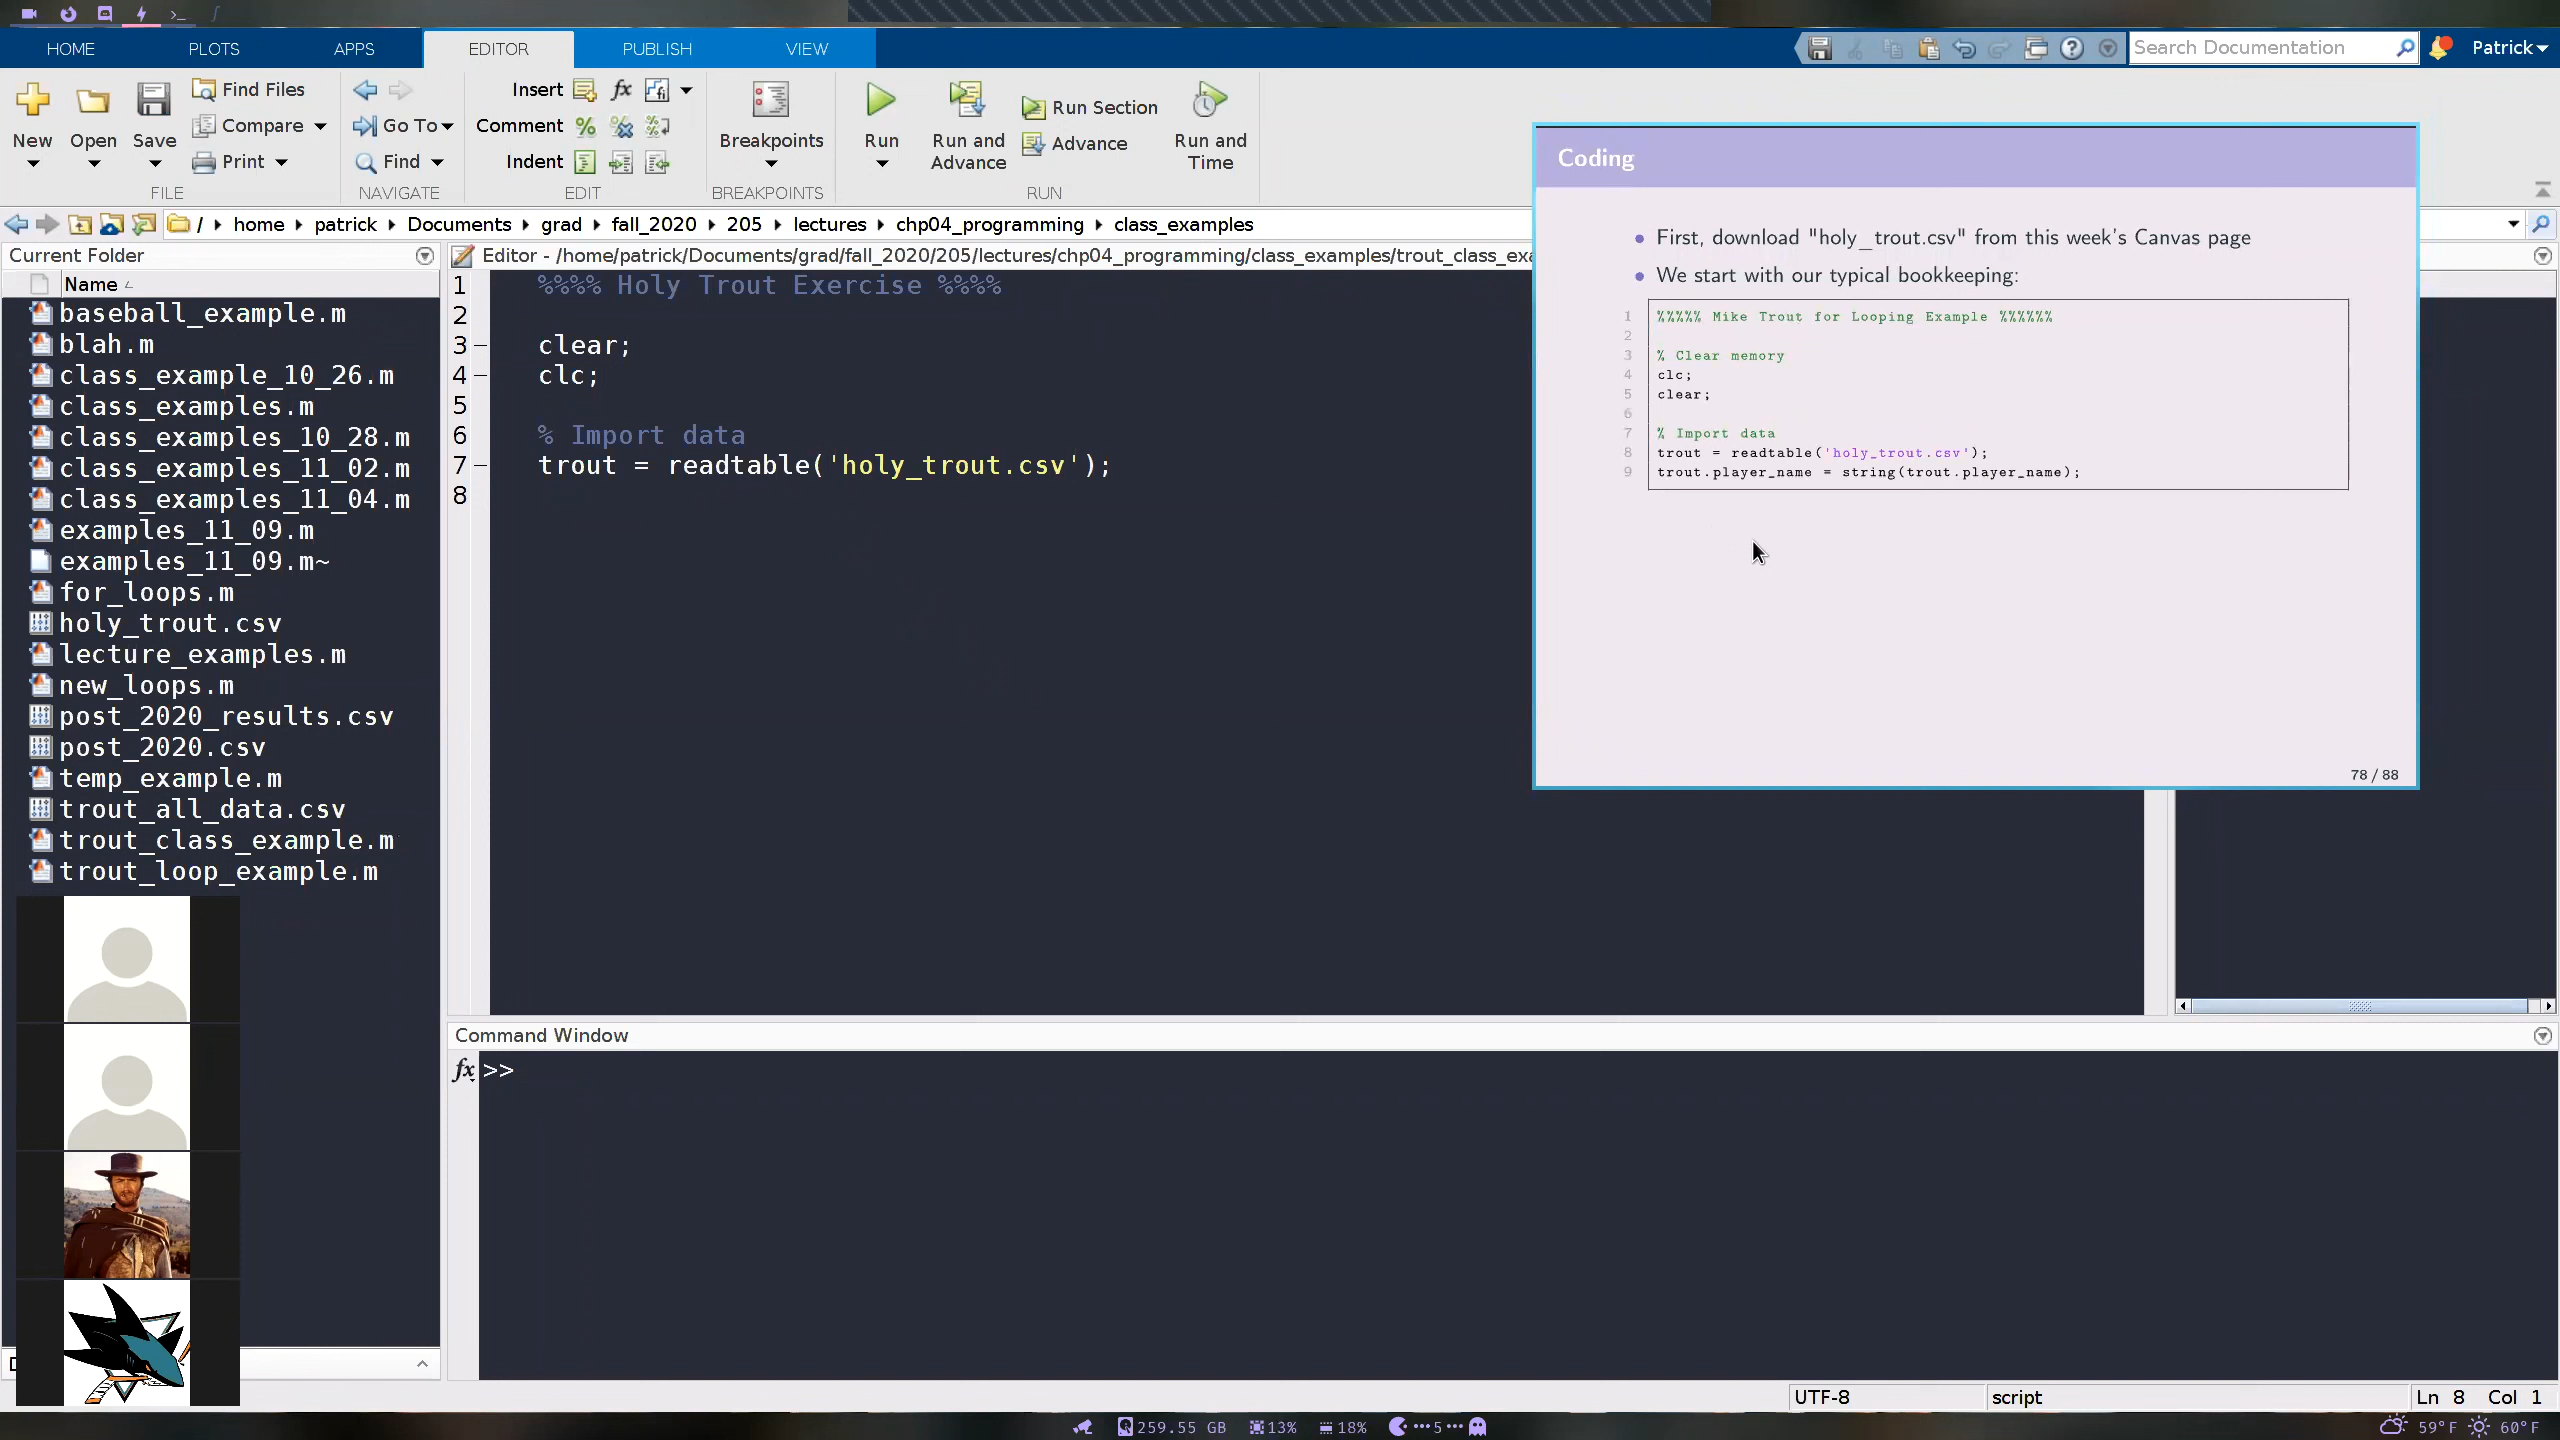 HOME PLOTS APPS EDITOR PUBLISH VIEW Search Documentation Patrick
New Open Save Find Files Compare Print
Go To Find
Insert fx
Comment
Indent
Breakpoints
Run Run and Advance Run Section Advance Run and Time
FILE NAVIGATE EDIT BREAKPOINTS RUN
/ home patrick Documents grad fall_2020 205 lectures chp04_programming class_examples
Current Folder
Name
baseball_example.m
blah.m
class_example_10_26.m
class_examples.m
class_examples_10_28.m
class_examples_11_02.m
class_examples_11_04.m
examples_11_09.m
examples_11_09.m~
for_loops.m
holy_trout.csv
lecture_examples.m
new_loops.m
post_2020_results.csv
post_2020.csv
temp_example.m
trout_all_data.csv
trout_class_example.m
trout_loop_example.m
Editor - /home/patrick/Documents/grad/fall_2020/205/lectures/chp04_programming/class_examples/trout_class_exa
1 %%%% Holy Trout Exercise %%%%
2
3 clear;
4 clc;
5
6 % Import data
7 trout = readtable('holy_trout.csv');
8
Coding
• First, download "holy_trout.csv" from this week's Canvas page
• We start with our typical bookkeeping:
1 %%%%% Mike Trout for Looping Example %%%%%%
2
3 % Clear memory
4 clc;
5 clear;
6
7 % Import data
8 trout = readtable('holy_trout.csv');
9 trout.player_name = string(trout.player_name);
78 / 88
Command Window
fx >>
UTF-8 script Ln 8 Col 1
259.55 GB 13% 18% 5 59°F 60°F